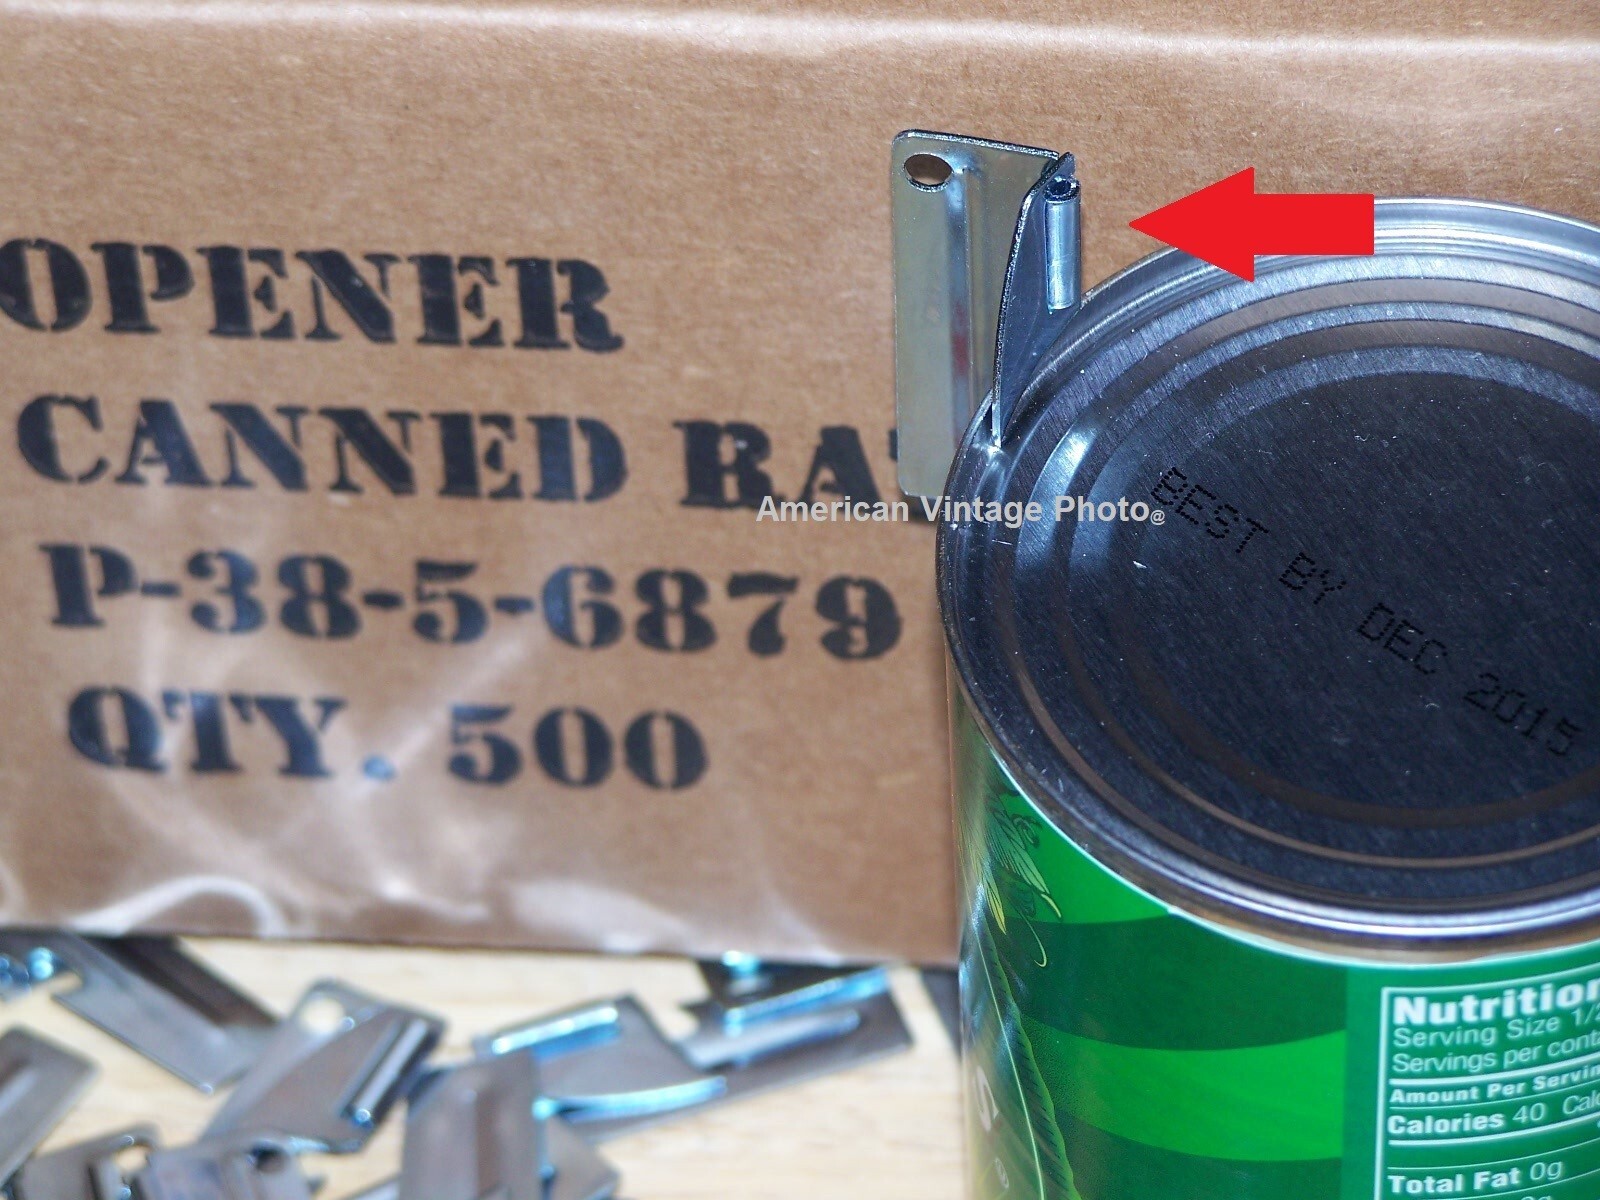 OPENER
CANNED RA
P-38-5-6879
QTY. 500
American Vintage Photo@
BEST BY DEC 2015
Nutrition
Serving Size 1/2
Servings per conta
Amount Per Servin
Calories 40 Calo
Total Fat 0g